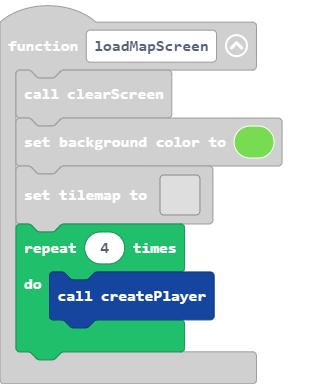 function loadMapScreen
call clearScreen
set background color to
set tilemap to
repeat 4 times
do
call createPlayer